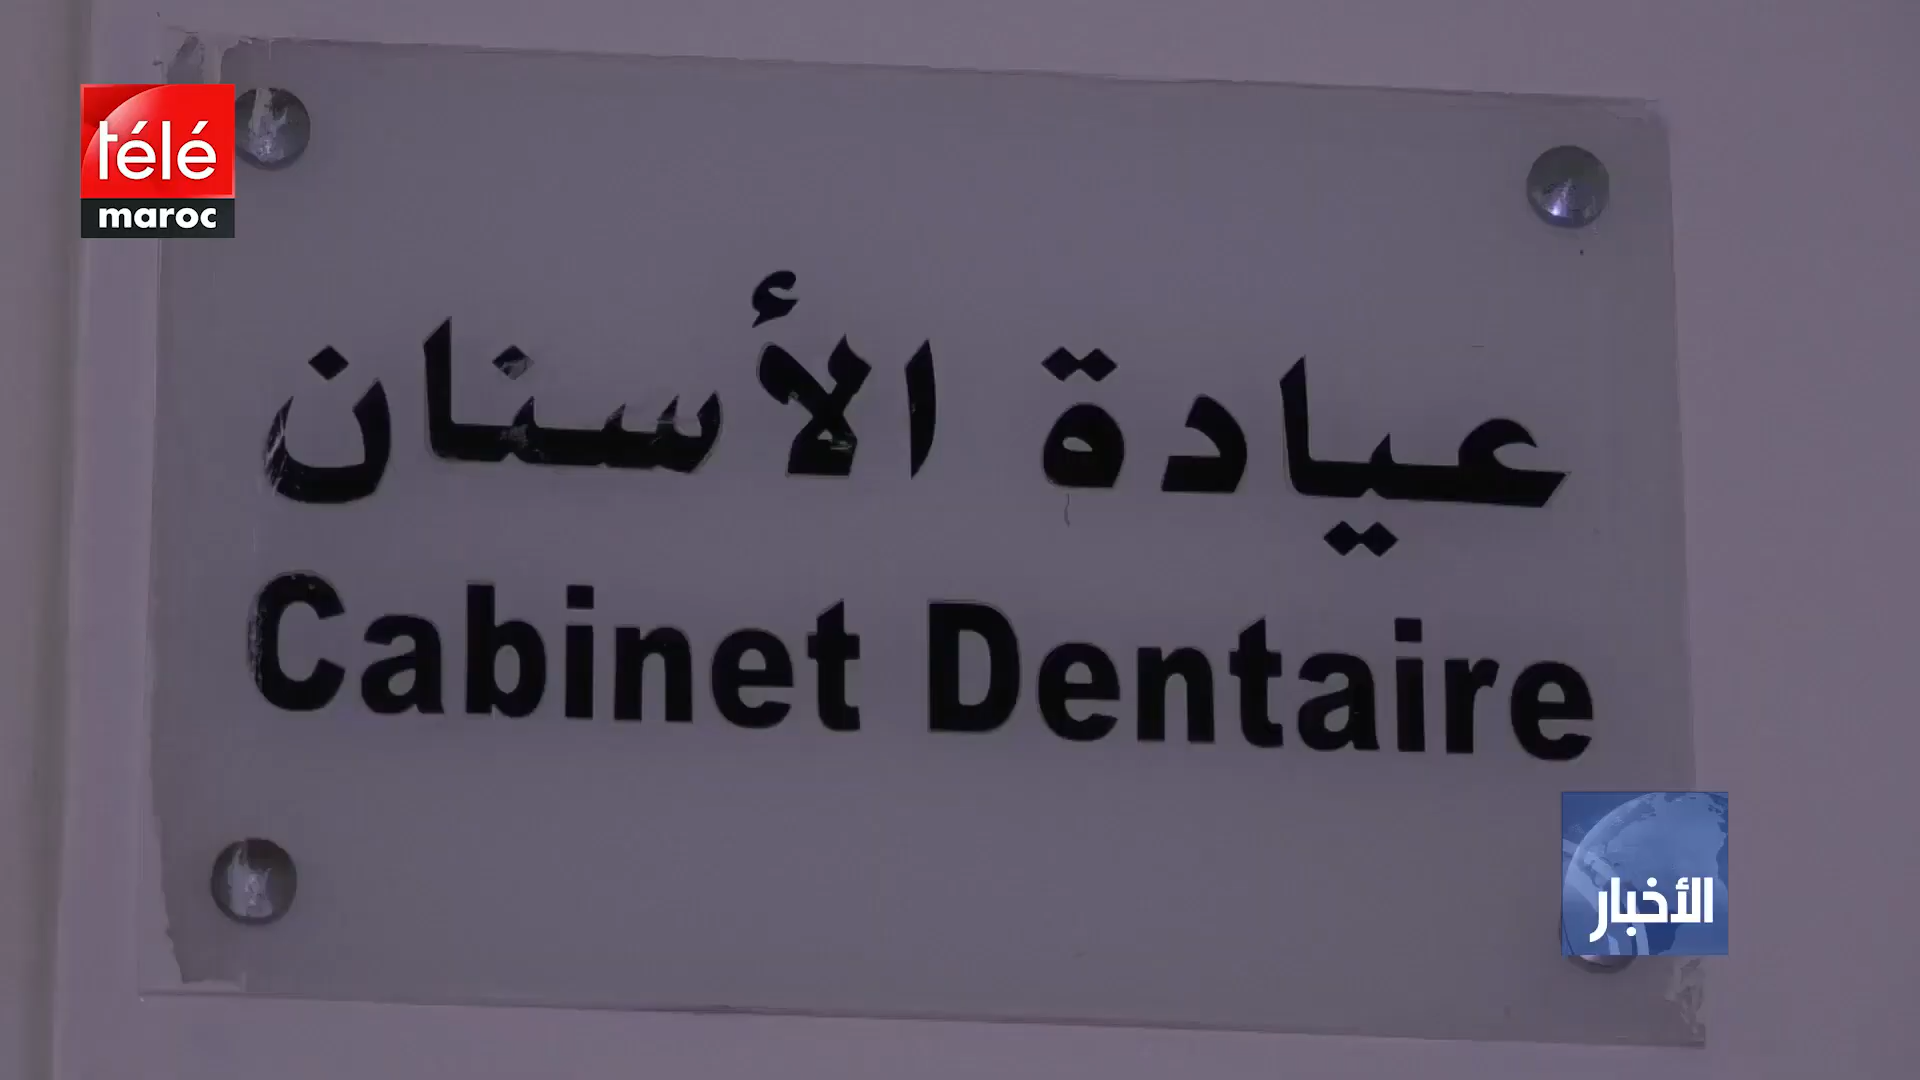 télé
maroc
عيادة الأسنان
Cabinet Dentaire
الأخبار